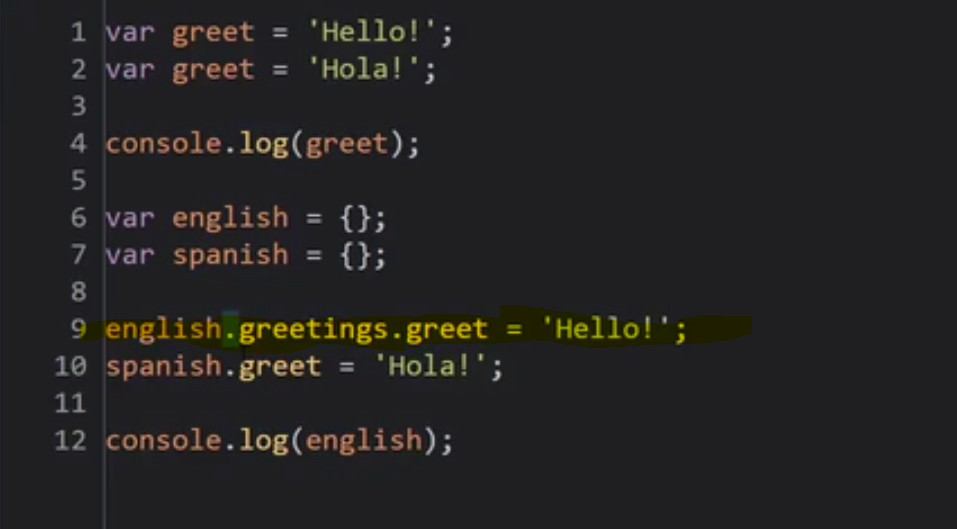 1 var greet = 'Hello!';
2 var greet = 'Hola!';
3
4 console.log(greet);
5
6 var english = {};
7 var spanish = {};
8
9 english.greetings.greet = 'Hello!';
10 spanish.greet = 'Hola!';
11
12 console.log(english);